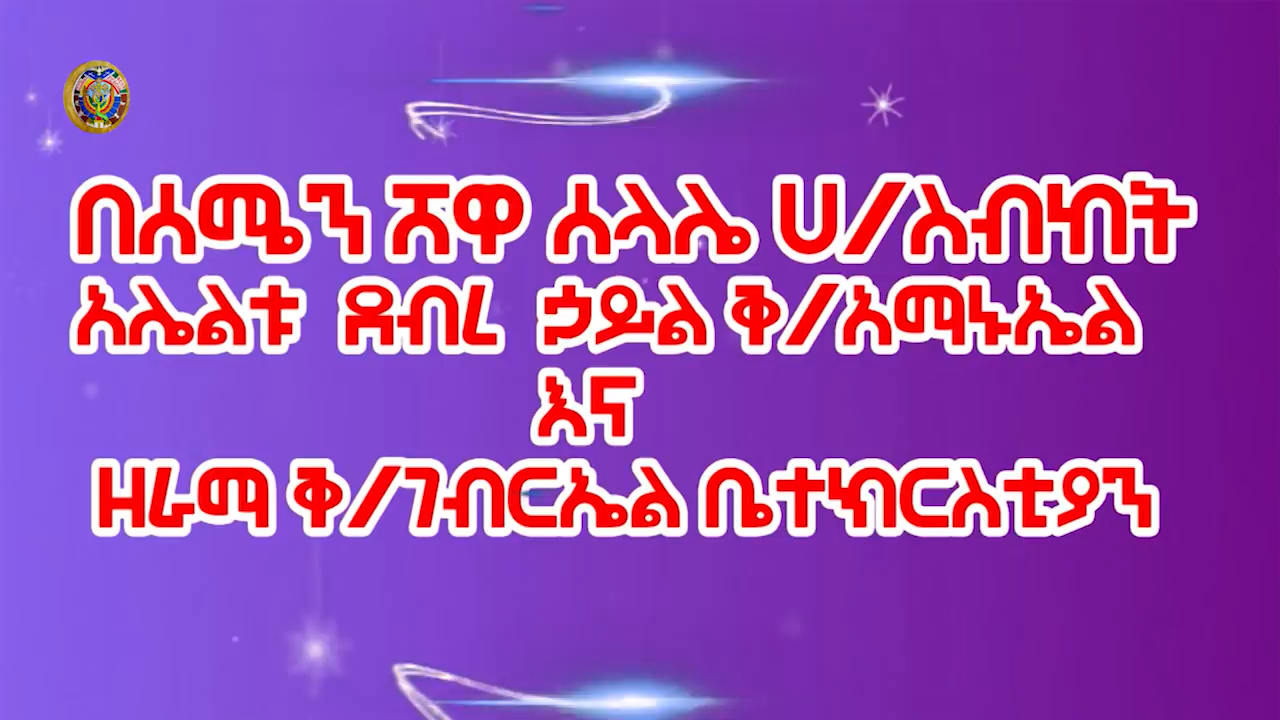 በሰሜን ሸዋ ሰላሌ ሀ/ስብከት
አሌልቱ ደብረ ኃይል ቅ/አማኑኤል
እና
ዘራማ ቅ/ገብርኤል ቤተክርስቲያን